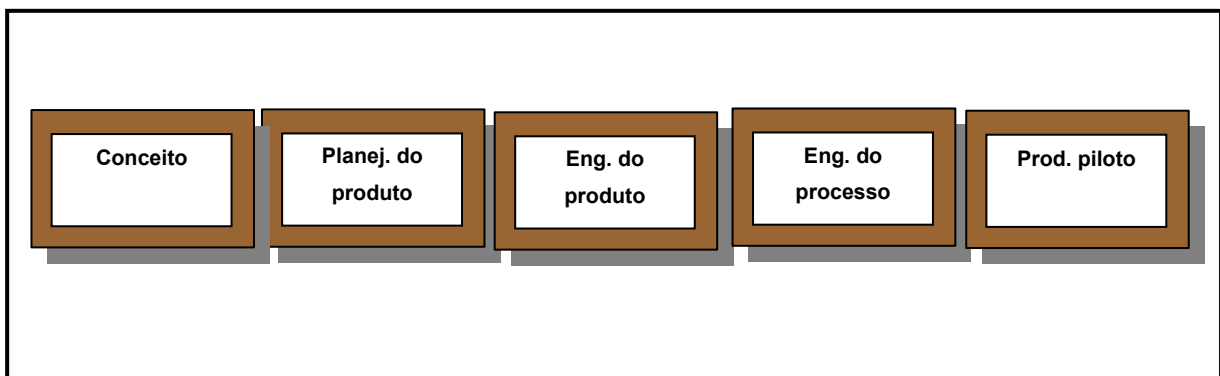 Conceito
Planej. do
produto
Eng. do
produto
Eng. do
processo
Prod. piloto